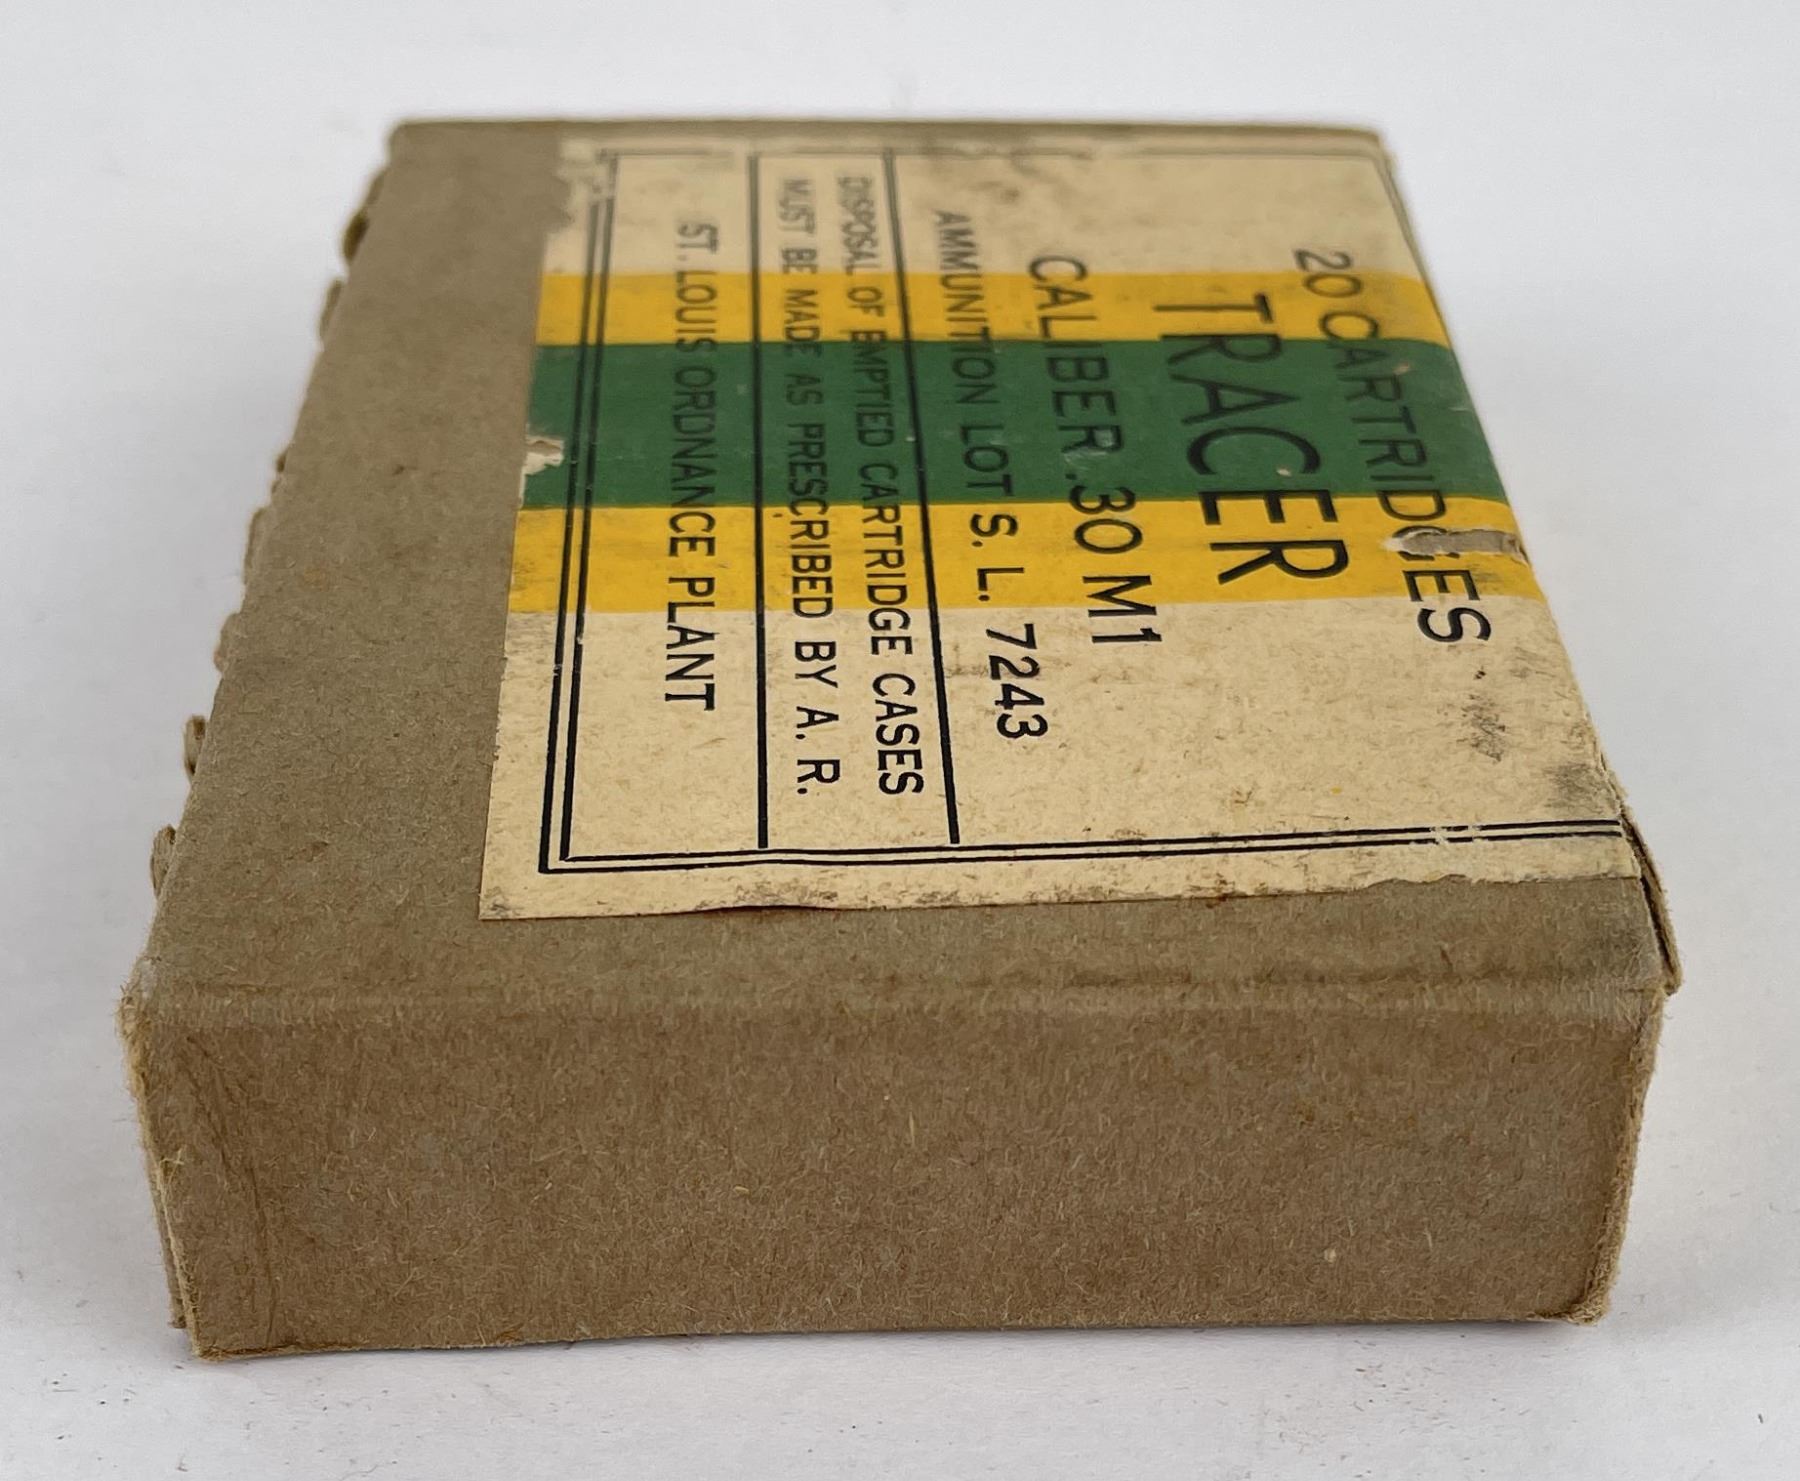 20 CARTRIDGES
TRACER
CALIBER .30 M1
AMMUNITION LOT S. L. 7243
DISPOSAL OF EMPTIED CARTRIDGE CASES
MUST BE MADE AS PRESCRIBED BY A. R.
ST. LOUIS ORDNANCE PLANT